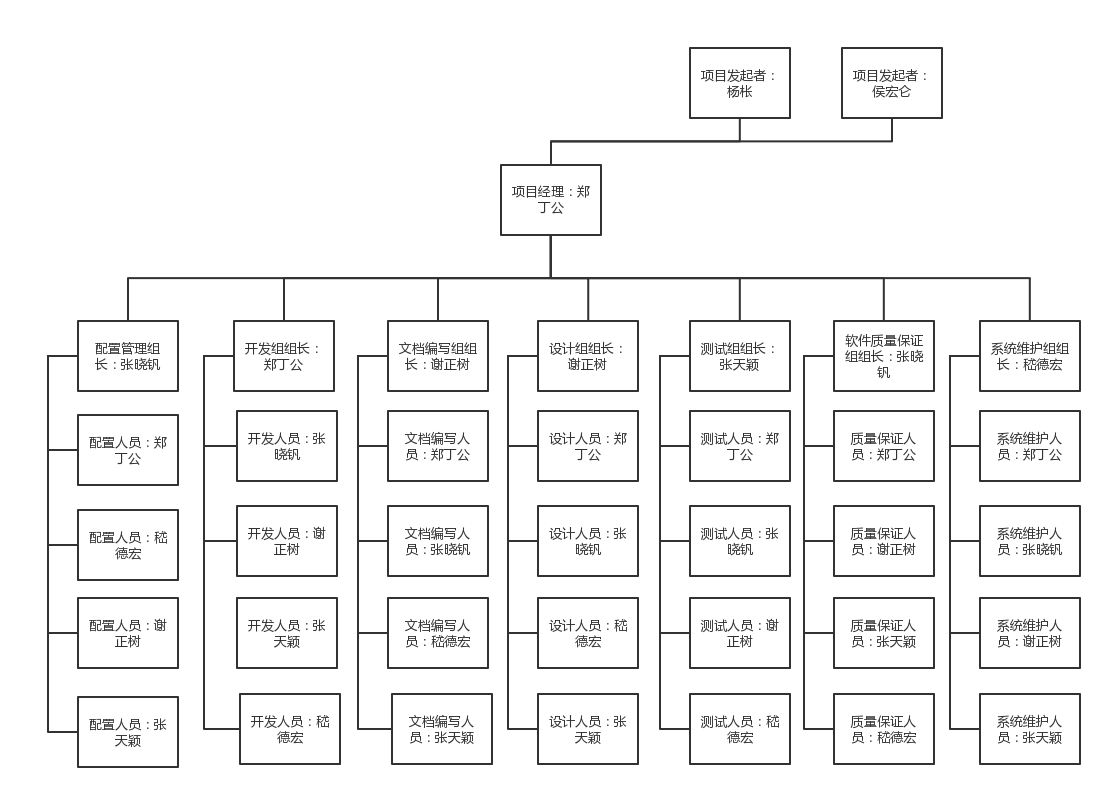 项目发起者：
杨枨
项目发起者：
侯宏仑
项目经理：郑
丁公
配置管理组
长：张晓钒
开发组组长：
郑丁公
文档编写组组
长：谢正树
设计组组长：
谢正树
测试组组长：
张天颖
软件质量保证
组组长：张晓
钒
系统维护组组
长：嵇德宏
配置人员：郑
丁公
开发人员：张
晓钒
文档编写人
员：郑丁公
设计人员：郑
丁公
测试人员：郑
丁公
质量保证人
员：郑丁公
系统维护人
员：郑丁公
配置人员：嵇
德宏
开发人员：谢
正树
文档编写人
员：张晓钒
设计人员：张
晓钒
测试人员：张
晓钒
质量保证人
员：谢正树
系统维护人
员：张晓钒
配置人员：谢
正树
开发人员：张
天颖
文档编写人
员：嵇德宏
设计人员：嵇
德宏
测试人员：谢
正树
质量保证人
员：张天颖
系统维护人
员：谢正树
配置人员：张
天颖
开发人员：嵇
德宏
文档编写人
员：张天颖
设计人员：张
天颖
测试人员：嵇
德宏
质量保证人
员：嵇德宏
系统维护人
员：张天颖